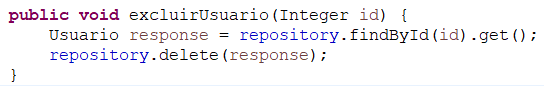 public void excluirUsuario(Integer id) {
    Usuario response = repository.findById(id).get();
    repository.delete(response);
}